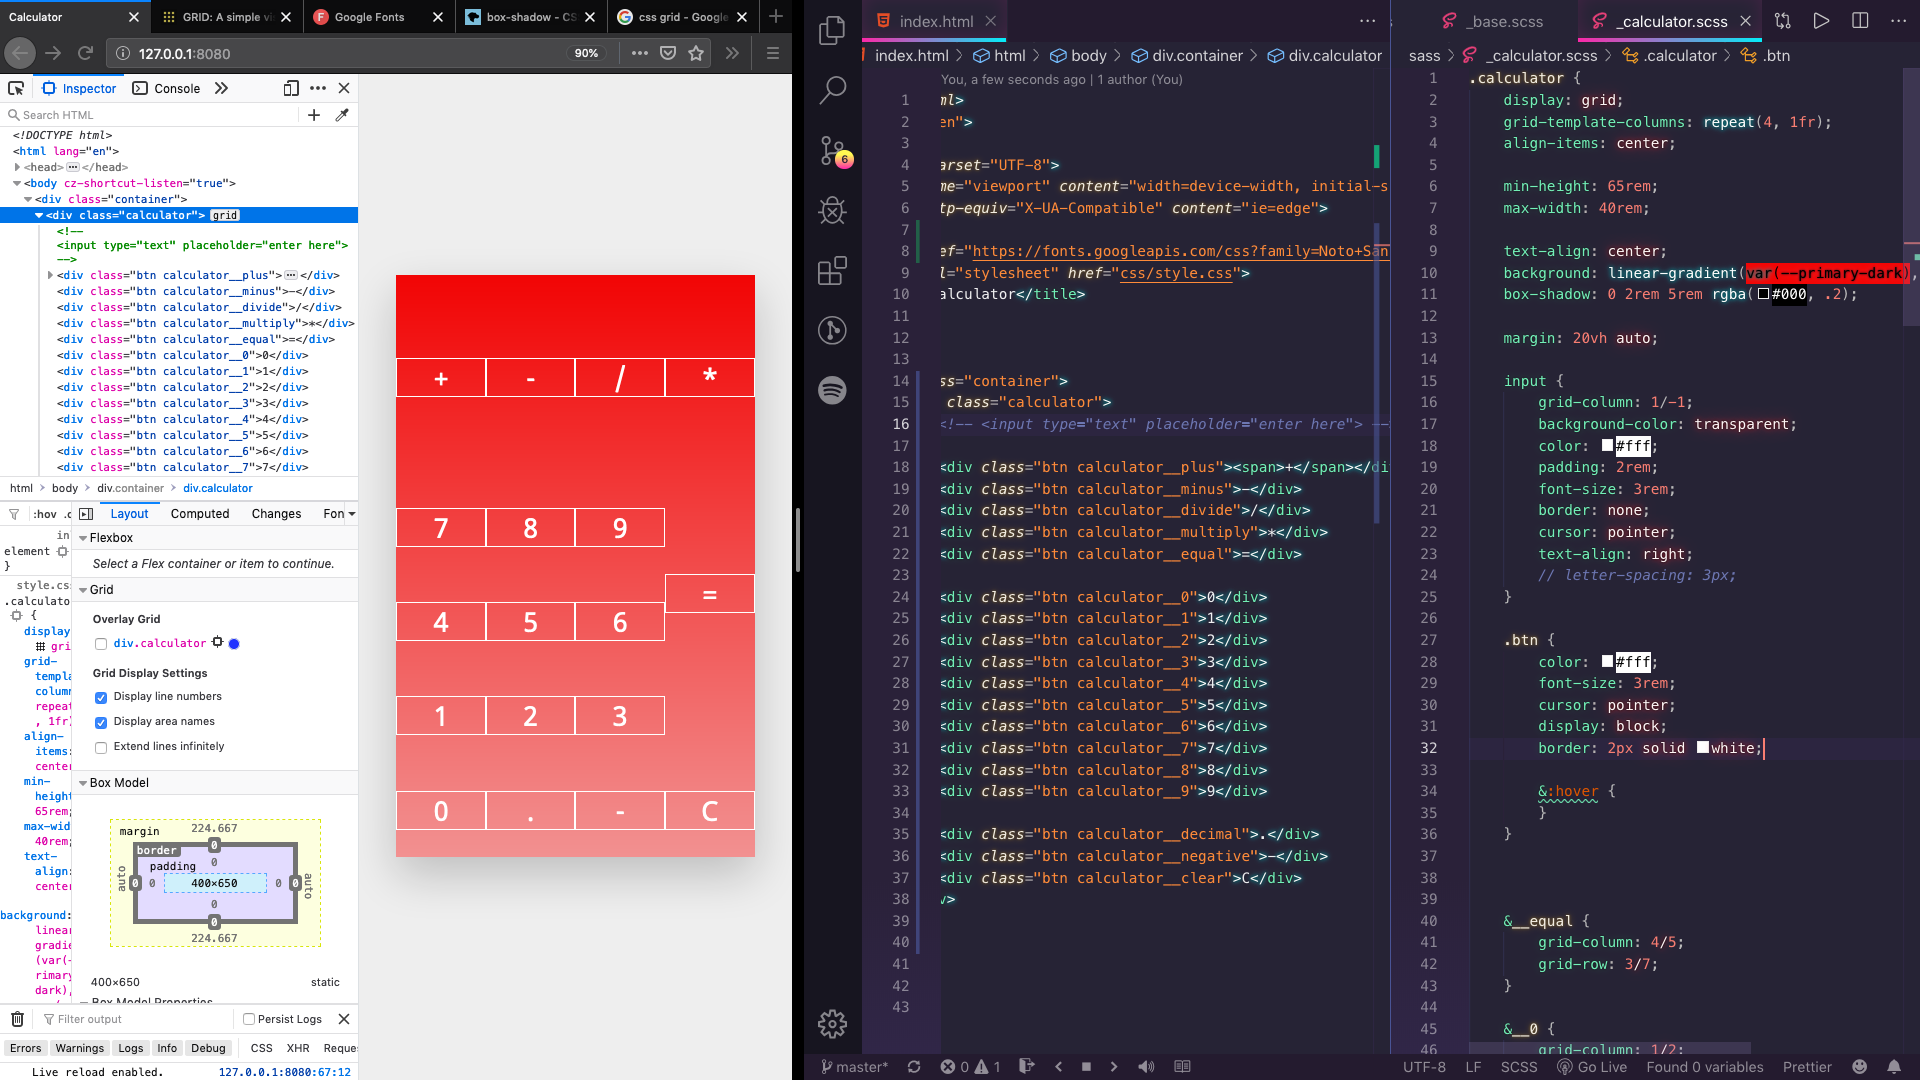 Calculator
GRID: A simple vi
Google Fonts
box-shadow - CS
css grid - Google
127.0.0.1:8080
90%
Inspector
Console
Search HTML
<!DOCTYPE html>
<html lang="en">
<head> ... </head>
<body cz-shortcut-listen="true">
<div class="container">
<div class="calculator"> grid
<!--
<input type="text" placeholder="enter here">
-->
<div class="btn calculator__plus"> ... </div>
<div class="btn calculator__minus">-</div>
<div class="btn calculator__divide">/</div>
<div class="btn calculator__multiply">*</div>
<div class="btn calculator__equal">=</div>
<div class="btn calculator__0">0</div>
<div class="btn calculator__1">1</div>
<div class="btn calculator__2">2</div>
<div class="btn calculator__3">3</div>
<div class="btn calculator__4">4</div>
<div class="btn calculator__5">5</div>
<div class="btn calculator__6">6</div>
<div class="btn calculator__7">7</div>
html > body > div.container > div.calculator
:hov .c
Layout
Computed
Changes
Fon
in
element
}
style.cs
.calculato
{
display
gri
grid-
templa
column
repeat
, 1fr)
align-
items:
center
min-
height
65rem;
max-wid
40rem;
text-
align:
center
background:
linear
gradie
(var(-
rimary
dark),
Flexbox
Select a Flex container or item to continue.
Grid
Overlay Grid
div.calculator
Grid Display Settings
Display line numbers
Display area names
Extend lines infinitely
Box Model
margin
224.667
border
0
padding
0
auto
0
0
400×650
0
0
auto
0
0
224.667
400×650
static
Box Model Properties
Filter output
Persist Logs
Errors
Warnings
Logs
Info
Debug
CSS
XHR
Reque
Live reload enabled.
127.0.0.1:8080:67:12
+ - / *
7 8 9
=
4 5 6
1 2 3
0 . - C
6
index.html
index.html > html > body > div.container > div.calculator
You, a few seconds ago | 1 author (You)
1 ml>
2 en">
3
4 arset="UTF-8">
5 me="viewport" content="width=device-width, initial-s
6 tp-equiv="X-UA-Compatible" content="ie=edge">
7
8 ef="https://fonts.googleapis.com/css?family=Noto+San
9 l="stylesheet" href="css/style.css">
10 alculator</title>
11
12
13
14 ss="container">
15 class="calculator">
16 <!-- <input type="text" placeholder="enter here"> --
17
18 <div class="btn calculator__plus"><span>+</span></di
19 <div class="btn calculator__minus">-</div>
20 <div class="btn calculator__divide">/</div>
21 <div class="btn calculator__multiply">*</div>
22 <div class="btn calculator__equal">=</div>
23
24 <div class="btn calculator__0">0</div>
25 <div class="btn calculator__1">1</div>
26 <div class="btn calculator__2">2</div>
27 <div class="btn calculator__3">3</div>
28 <div class="btn calculator__4">4</div>
29 <div class="btn calculator__5">5</div>
30 <div class="btn calculator__6">6</div>
31 <div class="btn calculator__7">7</div>
32 <div class="btn calculator__8">8</div>
33 <div class="btn calculator__9">9</div>
34
35 <div class="btn calculator__decimal">.</div>
36 <div class="btn calculator__negative">-</div>
37 <div class="btn calculator__clear">C</div>
38 v>
39
40
41
42
43
s
_base.scss
_calculator.scss
sass > _calculator.scss > .calculator > .btn
1 .calculator {
2 display: grid;
3 grid-template-columns: repeat(4, 1fr);
4 align-items: center;
5
6 min-height: 65rem;
7 max-width: 40rem;
8
9 text-align: center;
10 background: linear-gradient(var(--primary-dark),
11 box-shadow: 0 2rem 5rem rgba(#000, .2);
12
13 margin: 20vh auto;
14
15 input {
16 grid-column: 1/-1;
17 background-color: transparent;
18 color: #fff;
19 padding: 2rem;
20 font-size: 3rem;
21 border: none;
22 cursor: pointer;
23 text-align: right;
24 // letter-spacing: 3px;
25 }
26
27 .btn {
28 color: #fff;
29 font-size: 3rem;
30 cursor: pointer;
31 display: block;
32 border: 2px solid white;
33
34 &:hover {
35 }
36 }
37
38
39
40 &__equal {
41 grid-column: 4/5;
42 grid-row: 3/7;
43 }
44
45 &__0 {
46 grid-column: 1/2;
master*
0
1
UTF-8
LF
SCSS
Go Live
Found 0 variables
Prettier